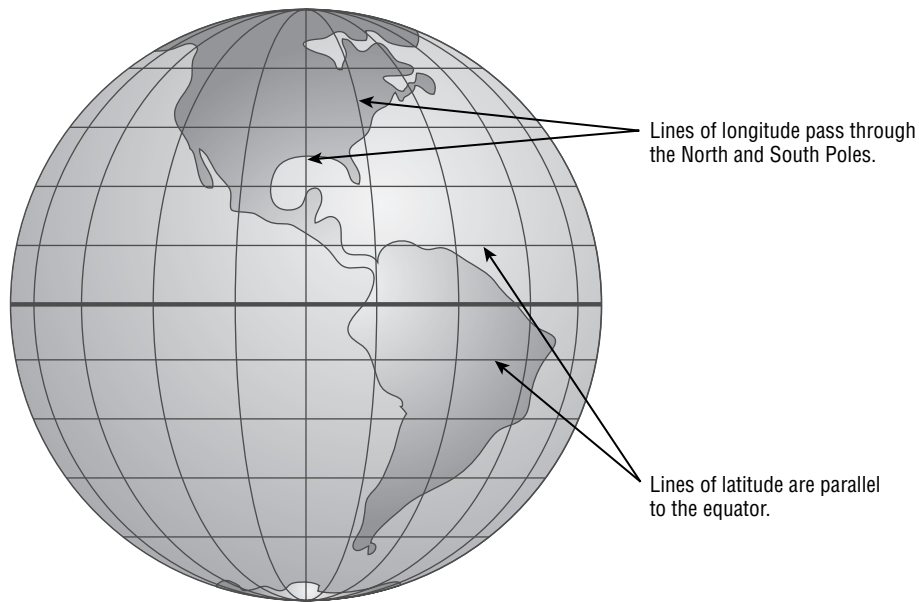 Lines of longitude pass through
the North and South Poles.
Lines of latitude are parallel
to the equator.